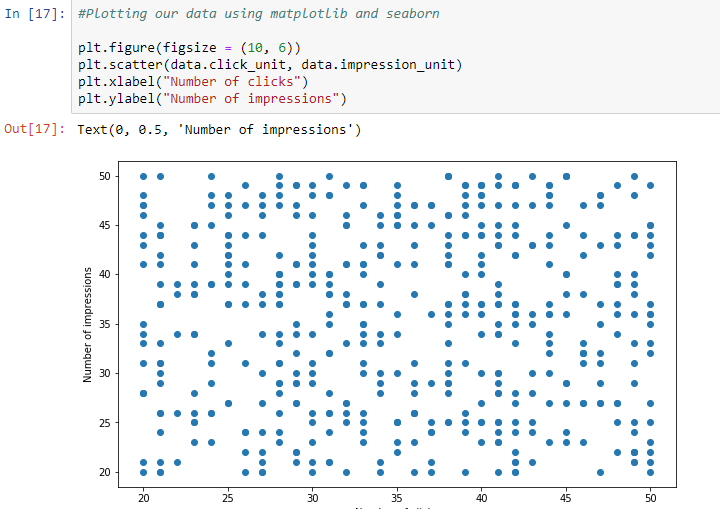 In [17]: #Plotting our data using matplotlib and seaborn
plt.figure(figsize = (10, 6))
plt.scatter(data.click_unit, data.impression_unit)
plt.xlabel("Number of clicks")
plt.ylabel("Number of impressions")
Out[17]: Text(0, 0.5, 'Number of impressions')
Number of impressions
50
45
40
35
30
25
20
20 25 30 35 40 45 50